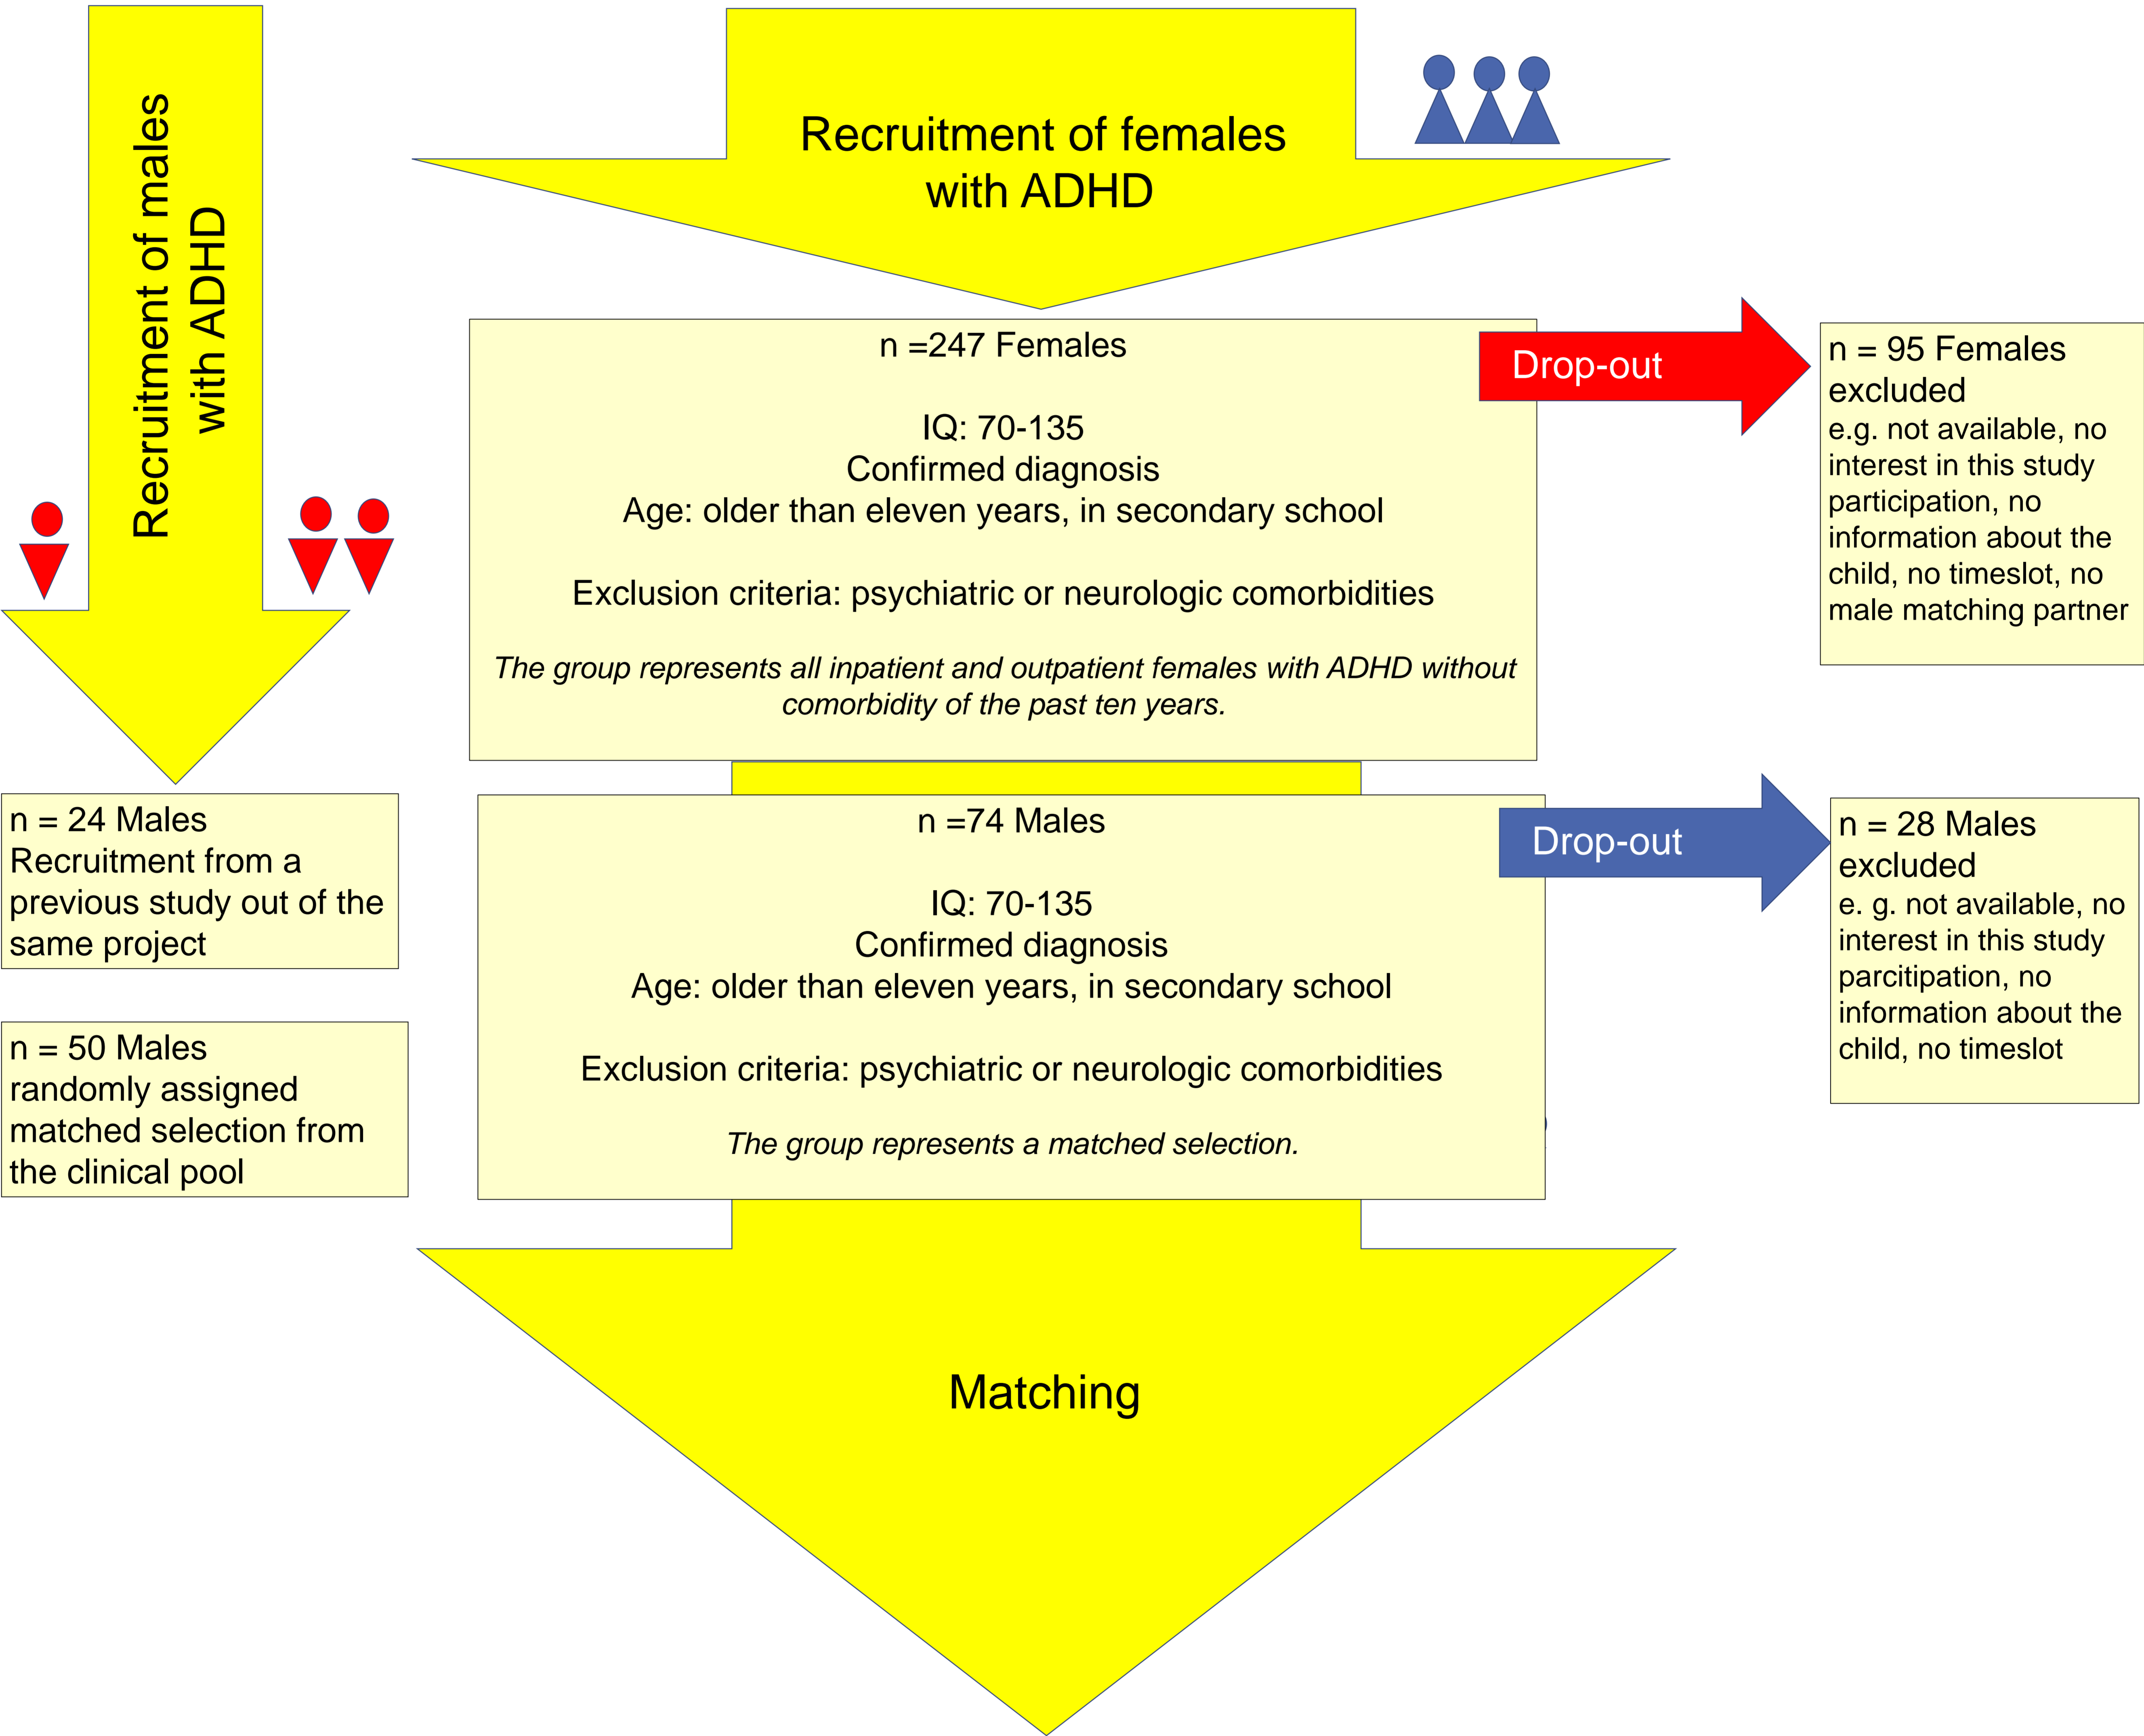 Recruitment of males
with ADHD
Recruitment of females
with ADHD
n =247 Females
IQ: 70-135
Confirmed diagnosis
Age: older than eleven years, in secondary school
Exclusion criteria: psychiatric or neurologic comorbidities
The group represents all inpatient and outpatient females with ADHD without
comorbidity of the past ten years.
Drop-out
n = 95 Females
excluded
e.g. not available, no
interest in this study
participation, no
information about the
child, no timeslot, no
male matching partner
n = 24 Males
Recruitment from a
previous study out of the
same project
n = 50 Males
randomly assigned
matched selection from
the clinical pool
n =74 Males
IQ: 70-135
Confirmed diagnosis
Age: older than eleven years, in secondary school
Exclusion criteria: psychiatric or neurologic comorbidities
The group represents a matched selection.
Drop-out
n = 28 Males
excluded
e. g. not available, no
interest in this study
parcitipation, no
information about the
child, no timeslot
Matching